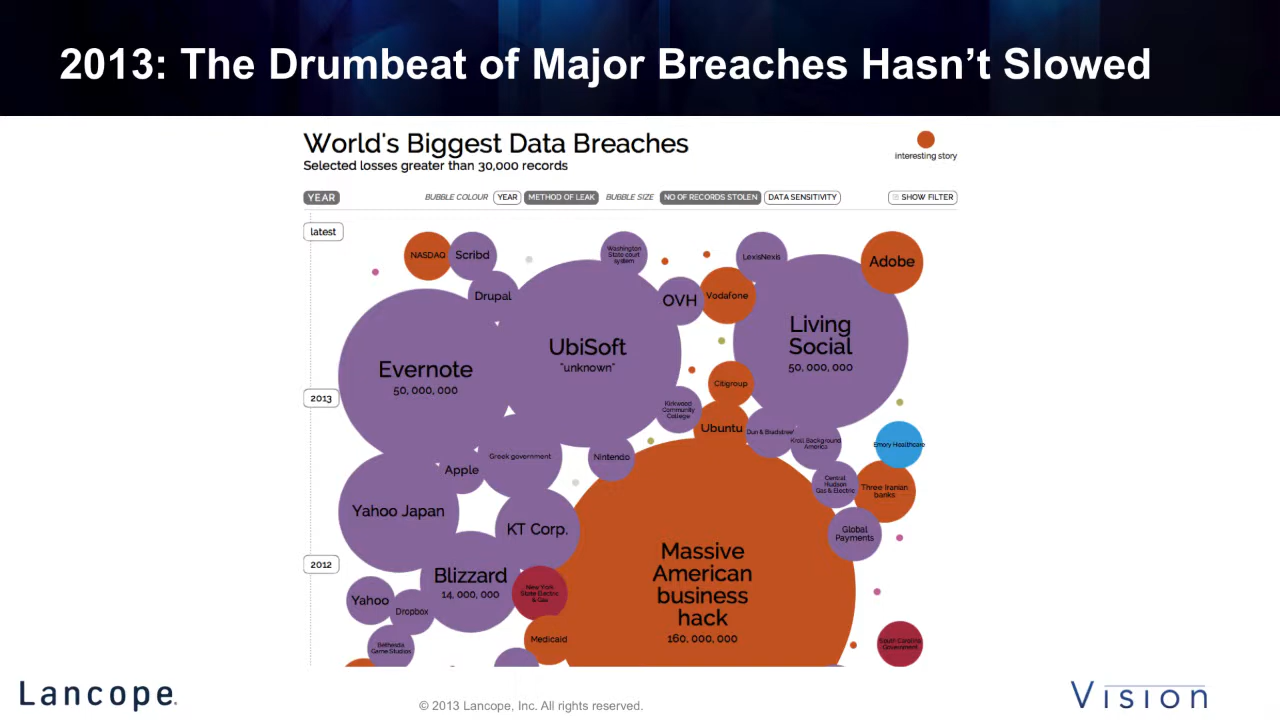 2013: The Drumbeat of Major Breaches Hasn’t Slowed
World's Biggest Data Breaches
Selected losses greater than 30,000 records
interesting story
YEAR
BUBBLE COLOUR
YEAR
METHOD OF LEAK
BUBBLE SIZE
NO OF RECORDS STOLEN
DATA SENSITIVITY
SHOW FILTER
latest
NASDAQ
Scribd
Washington
State court
system
LexisNexis
Adobe
Drupal
OVH
Vodafone
Evernote
50, 000, 000
UbiSoft
"unknown"
Living
Social
50, 000, 000
2013
Citigroup
Kirkwood
Community
College
Ubuntu
Dun & Bradstreet
Kroll Background
America
Emory Healthcare
Apple
Greek government
Nintendo
Central
Hudson
Gas & Electric
Three Iranian
banks
Yahoo Japan
KT Corp.
Global
Payments
2012
Blizzard
14, 000, 000
Massive
American
business
hack
160, 000, 000
Yahoo
Dropbox
New York
State Electric
& Gas
Medicaid
Bethesda
Game Studios
South Carolina
Government
Lancope.
© 2013 Lancope, Inc. All rights reserved.
Vision